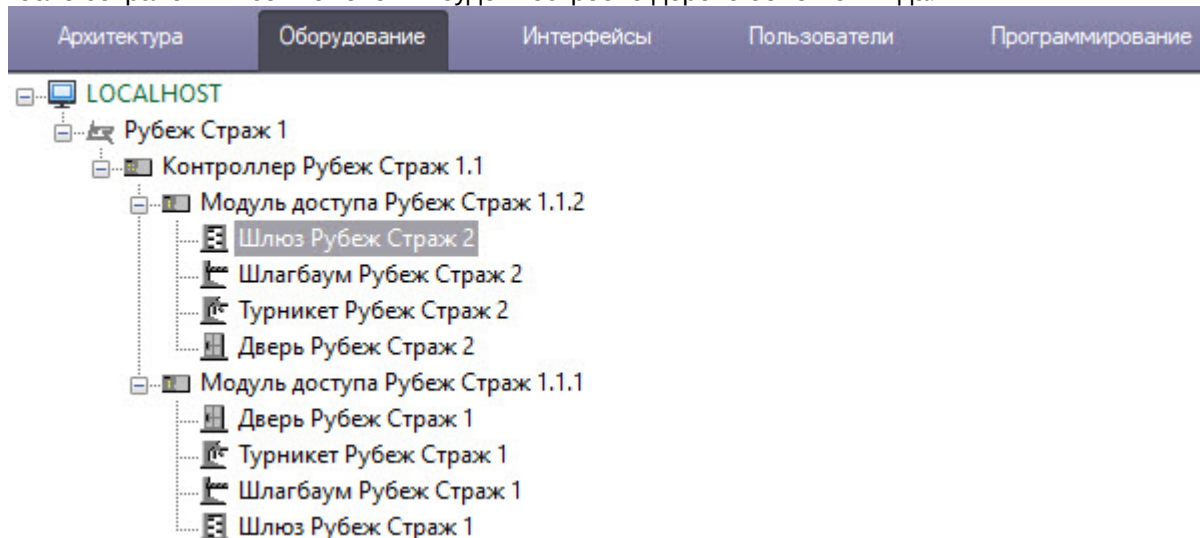 Архитектура Оборудование Интерфейсы Пользователи Программирование
LOCALHOST
Рубеж Страж 1
Контроллер Рубеж Страж 1.1
Модуль доступа Рубеж Страж 1.1.2
Шлюз Рубеж Страж 2
Шлагбаум Рубеж Страж 2
Турникет Рубеж Страж 2
Дверь Рубеж Страж 2
Модуль доступа Рубеж Страж 1.1.1
Дверь Рубеж Страж 1
Турникет Рубеж Страж 1
Шлагбаум Рубеж Страж 1
Шлюз Рубеж Страж 1